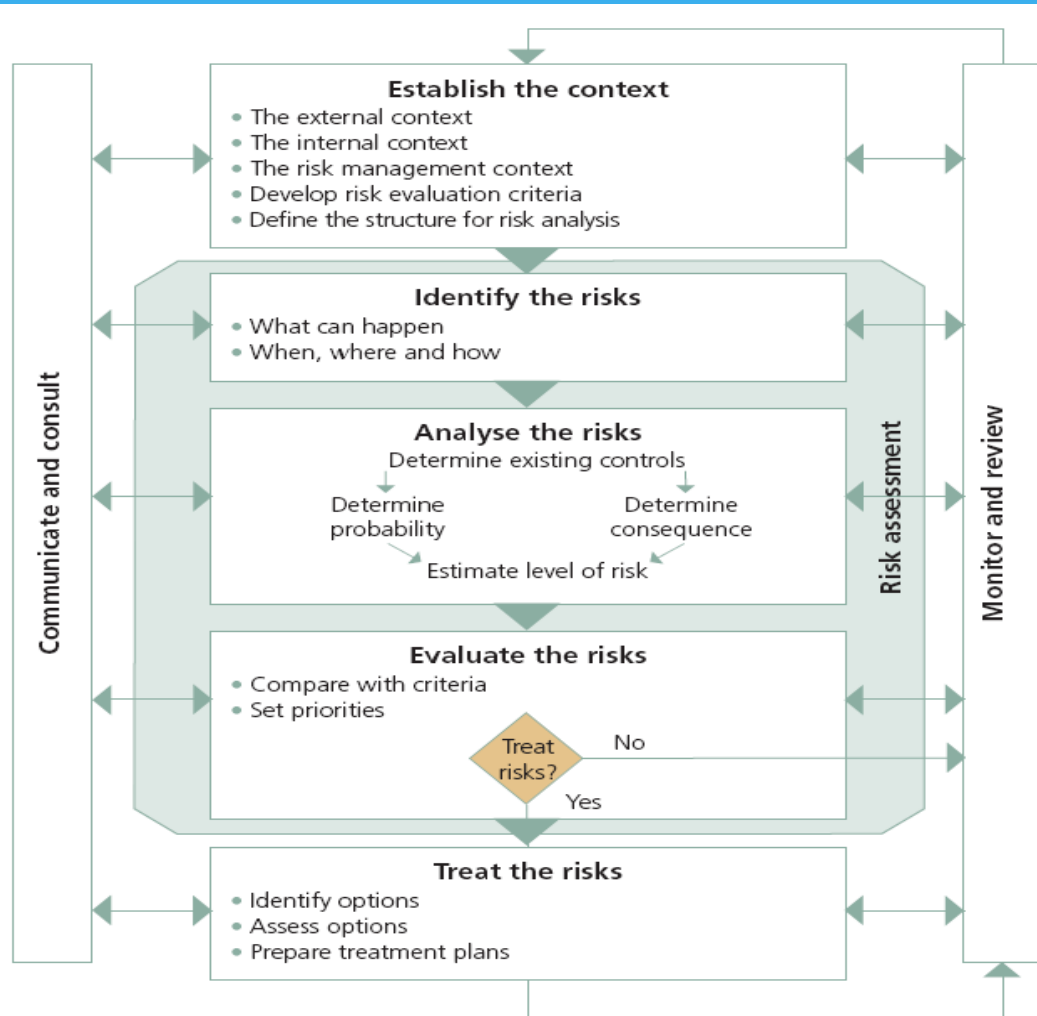 Establish the context
• The external context
• The internal context
• The risk management context
• Develop risk evaluation criteria
• Define the structure for risk analysis
Identify the risks
• What can happen
• When, where and how
Analyse the risks
Determine existing controls
Determine
probability
Determine
consequence
Estimate level of risk
Evaluate the risks
• Compare with criteria
• Set priorities
Treat
risks?
No
Yes
Treat the risks
• Identify options
• Assess options
• Prepare treatment plans
Communicate and consult
Risk assessment
Monitor and review